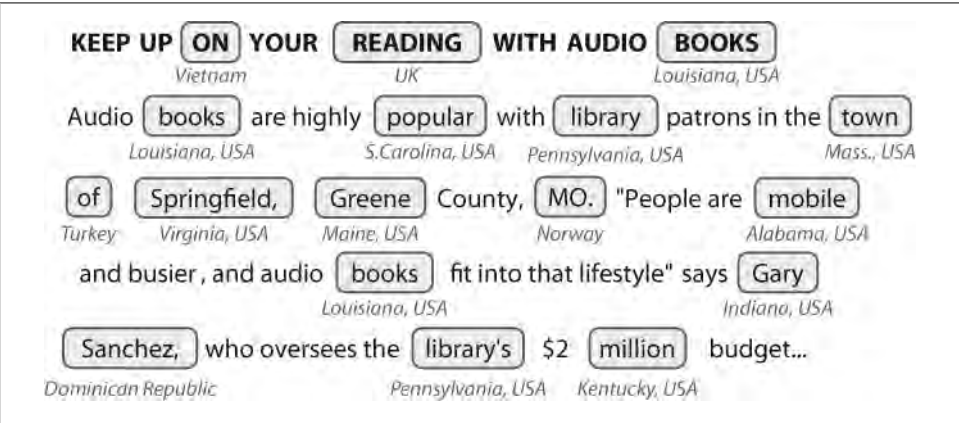 KEEP UP ON YOUR READING WITH AUDIO BOOKS
Vietnam UK Louisiana, USA
Audio books are highly popular with library patrons in the town
Louisiana, USA S.Carolina, USA Pennsylvania, USA Mass., USA
of Springfield, Greene County, MO. "People are mobile
Turkey Virginia, USA Maine, USA Norway Alabama, USA
and busier, and audio books fit into that lifestyle" says Gary
Louisiana, USA Indiana, USA
Sanchez, who oversees the library's $2 million budget...
Dominican Republic Pennsylvania, USA Kentucky, USA